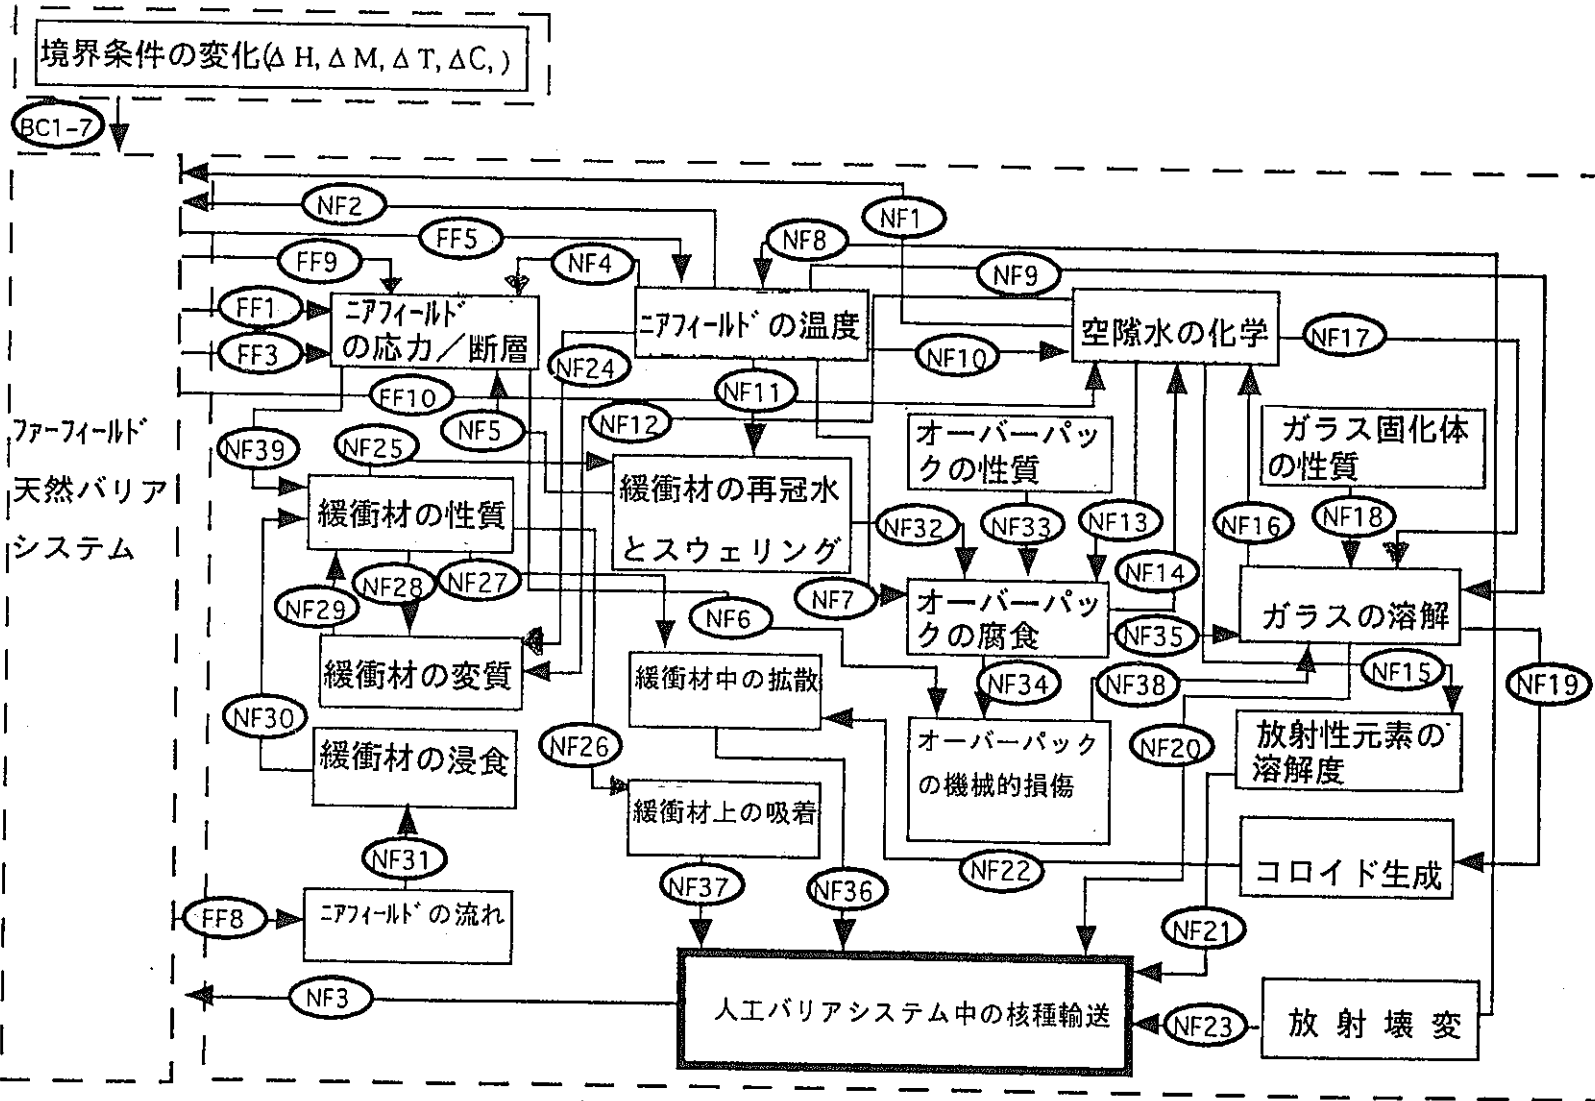 境界条件の変化(Δ H, Δ M, Δ T, ΔC, )
BC1-7
NF2
NF1
FF5
NF8
FF9
NF4
NF9
FF1
ニアフィールド
の応力／断層
ニアフィールドの温度
空隙水の化学
NF17
FF3
NF24
NF10
FF10
NF11
NF5
NF12
オーバーパッ
クの性質
ガラス固化体
の性質
ファーフィールド
天然バリア
システム
NF39
NF25
緩衝材の性質
緩衝材の再冠水
とスウェリング
NF32
NF33
NF13
NF16
NF18
NF29
NF28
NF27
NF14
NF7
NF6
オーバーパッ
クの腐食
NF35
ガラスの溶解
緩衝材の変質
緩衝材中の拡散
NF34
NF38
NF15
NF19
NF30
緩衝材の浸食
NF26
オーバーパック
の機械的損傷
NF20
放射性元素の
溶解度
緩衝材上の吸着
NF31
NF37
NF36
NF22
コロイド生成
FF8
ニアフィールドの流れ
NF21
NF3
人工バリアシステム中の核種輸送
NF23
放射壊変